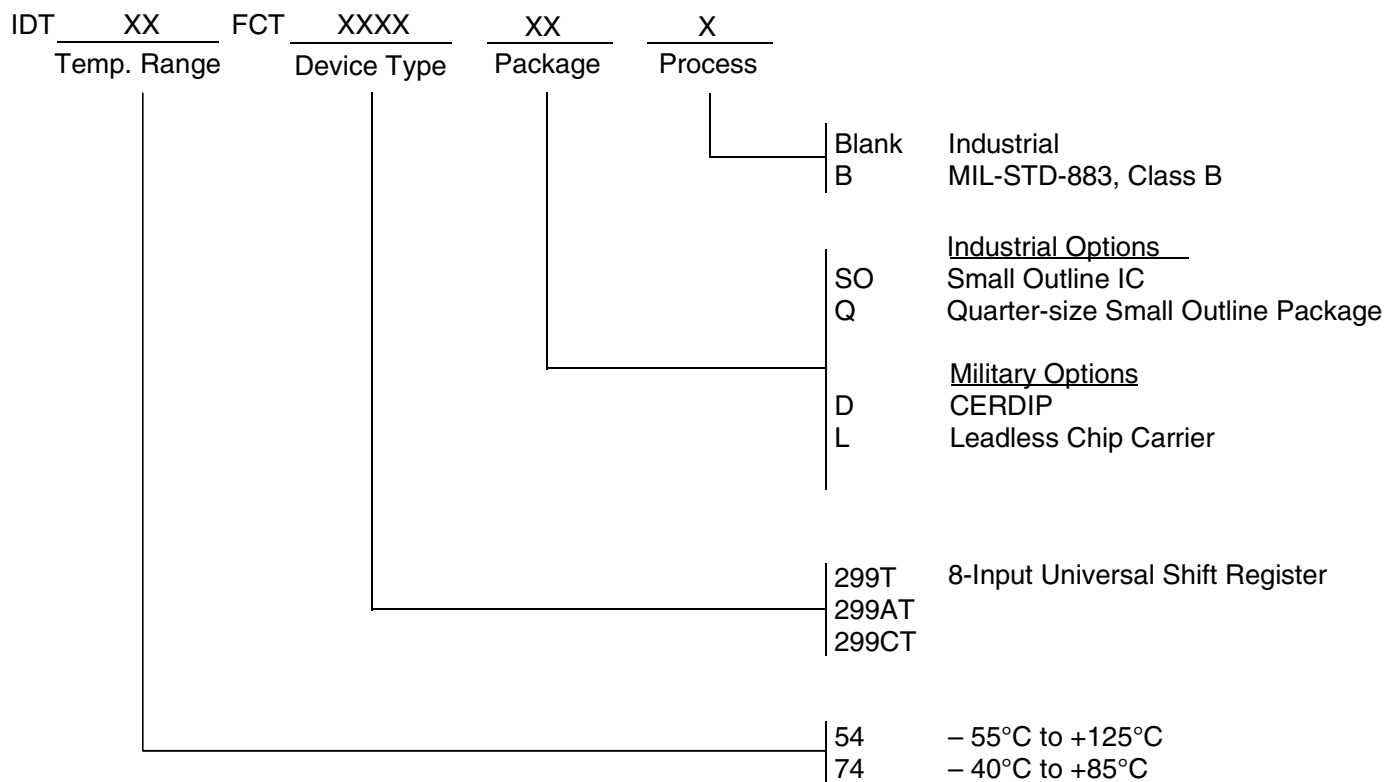 IDT XX FCT XXXX XX X
Temp. Range Device Type Package Process
Blank Industrial
B MIL-STD-883, Class B
Industrial Options
SO Small Outline IC
Q Quarter-size Small Outline Package
Military Options
D CERDIP
L Leadless Chip Carrier
299T 8-Input Universal Shift Register
299AT
299CT
54 – 55°C to +125°C
74 – 40°C to +85°C